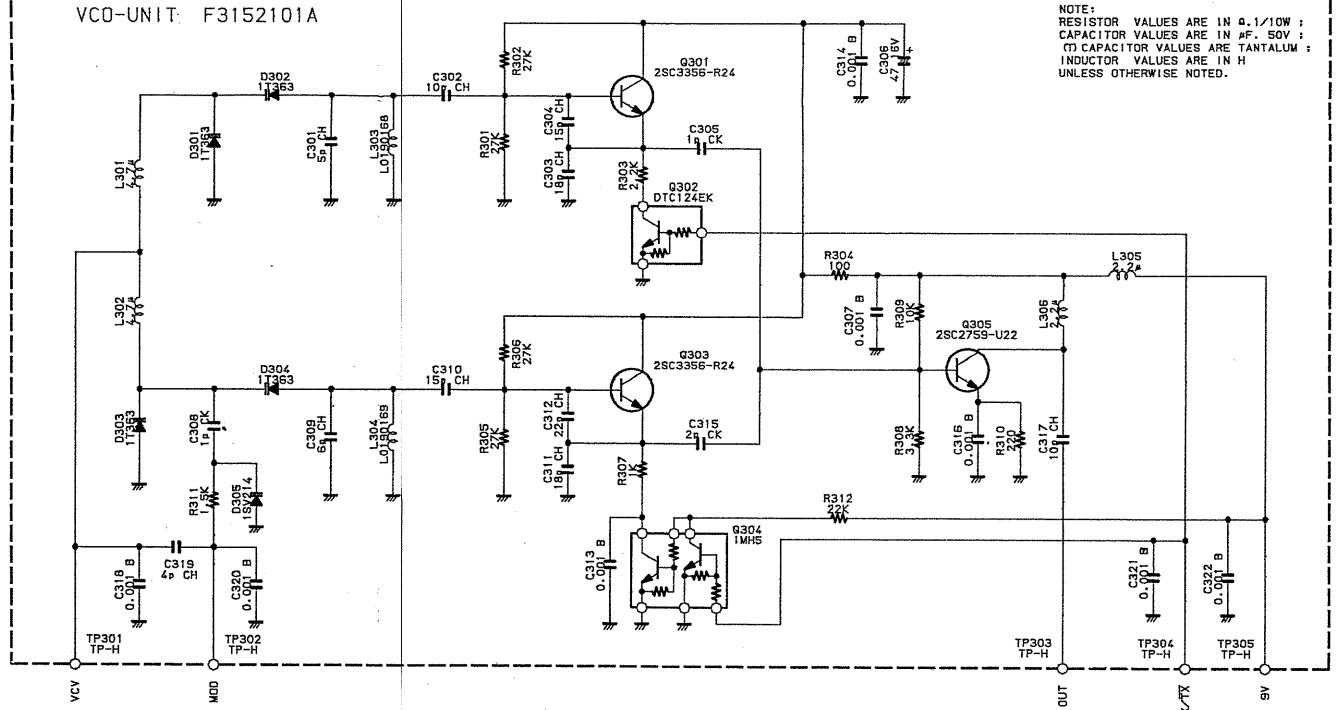 VCO-UNIT: F3152101A
NOTE:
RESISTOR VALUES ARE IN Ω.1/10W ;
CAPACITOR VALUES ARE IN µF. 50V ;
(T) CAPACITOR VALUES ARE TANTALUM ;
INDUCTOR VALUES ARE IN H
UNLESS OTHERWISE NOTED.
D302
1T363
C302
10p CH
R302
27K
Q301
2SC3356-R24
C314
0.001 B
C306
47 16V
+
L301
4.7µ
D301
1T363
C301
5p CH
L303
L0190168
R301
27K
C304
15p CH
C303
18p CH
C305
1p CK
R303
2.2K
Q302
DTC124EK
L302
4.7µ
R304
100
C307
0.001 B
R309
10K
L306
2.2µ
L305
2.2µ
Q305
2SC2759-U22
D304
1T363
C310
15p CH
R306
27K
Q303
2SC3356-R24
D303
1T363
C308
1p CK
C309
6p CH
L304
L0190169
R305
27K
C312
22p CH
C311
18p CH
C315
2p CK
R307
1K
R308
3.3K
C316
0.001 B
R310
220
C317
10p CH
R311
1.5K
D305
1SV214
R312
22K
Q304
IMH5
C313
0.001 B
C318
0.001 B
C319
4p CH
C320
0.001 B
C321
0.001 B
C322
0.001 B
TP301
TP-H
TP302
TP-H
TP303
TP-H
TP304
TP-H
TP305
TP-H
VCV
MOD
OUT
/TX
9V